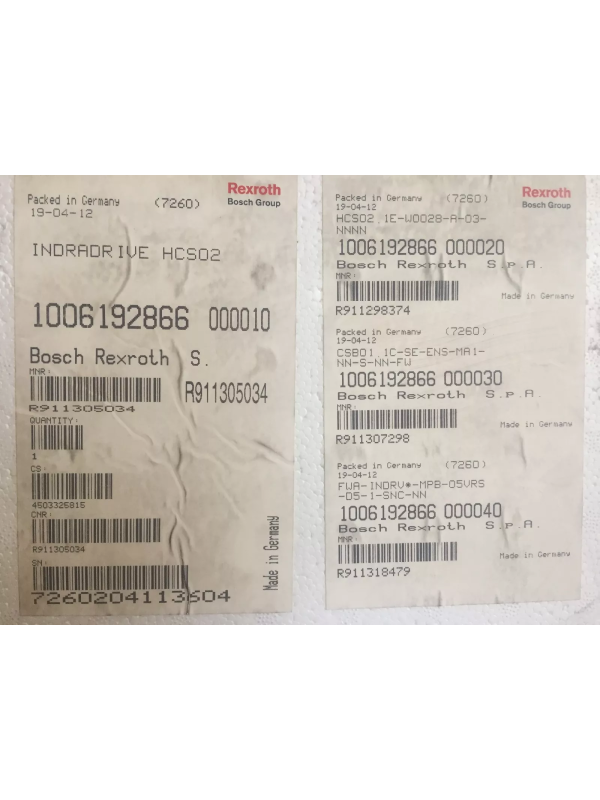 Rexroth
Bosch Group
Packed in Germany (7260)
19-04-12
INDRADRIVE HCS02
1006192866 000010
Bosch Rexroth S.
MNR:
R911305034
R911305034
QUANTITY:
1
CS:
4503326815
CNR:
R911305034
SN:
7260204113604
Made in Germany
Rexroth
Bosch Group
Packed in Germany (7260)
19-04-12
HCS02.1E-W0028-A-03-
NNNN
1006192866 000020
Bosch Rexroth S.p.A.
MNR:
Made in Germany
R911298374
Packed in Germany (7260)
19-04-12
CSB01.1C-SE-ENS-MA1-
NN-S-NN-FW
1006192866 000030
Bosch Rexroth S.p.A.
MNR:
Made in Germany
R911307298
Packed in Germany (7260)
19-04-12
FWA-INDRV*-MPB-05VRS
-D5-1-SNC-NN
1006192866 000040
Bosch Rexroth S.p.A.
MNR:
Made in Germany
R911318479